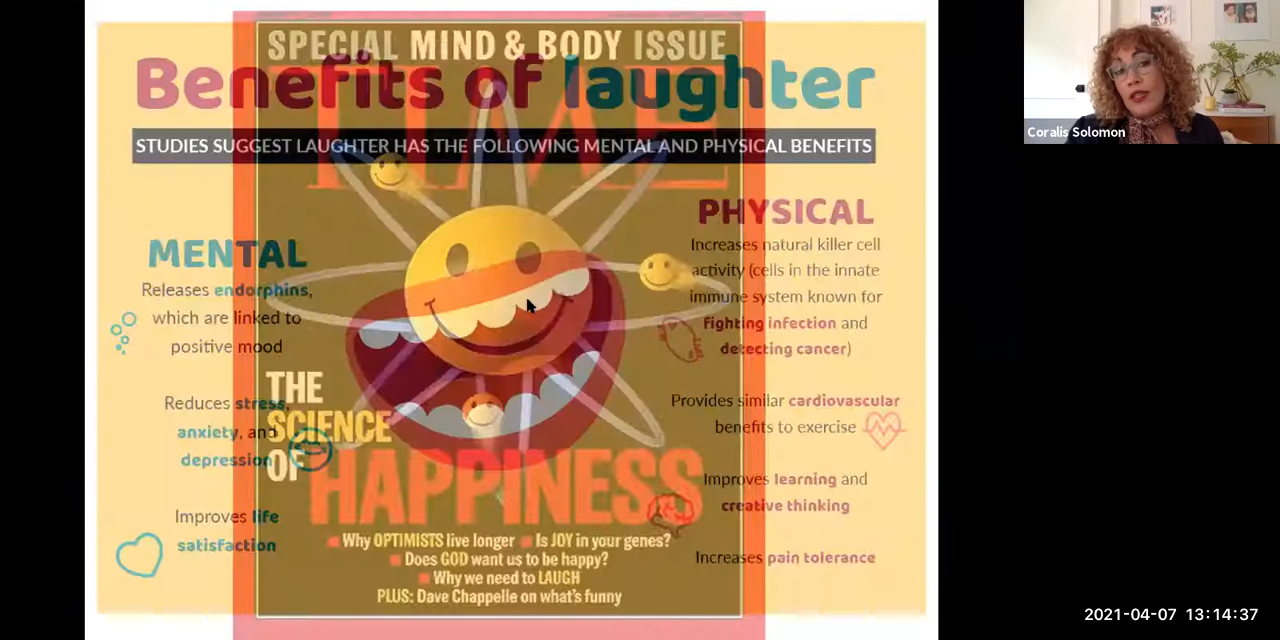 SPECIAL MIND & BODY ISSUE
Benefits of laughter
TIME
STUDIES SUGGEST LAUGHTER HAS THE FOLLOWING MENTAL AND PHYSICAL BENEFITS
MENTAL
Releases endorphins,
which are linked to
positive mood
Reduces stress,
anxiety, and
depression
Improves life
satisfaction
THE
SCIENCE
OF HAPPINESS
Why OPTIMISTS live longer Is JOY in your genes?
Does GOD want us to be happy?
Why we need to LAUGH
PLUS: Dave Chappelle on what's funny
PHYSICAL
Increases natural killer cell
activity (cells in the innate
immune system known for
fighting infection and
detecting cancer)
Provides similar cardiovascular
benefits to exercise
Improves learning and
creative thinking
Increases pain tolerance
Coralis Solomon
2021-04-07 13:14:37